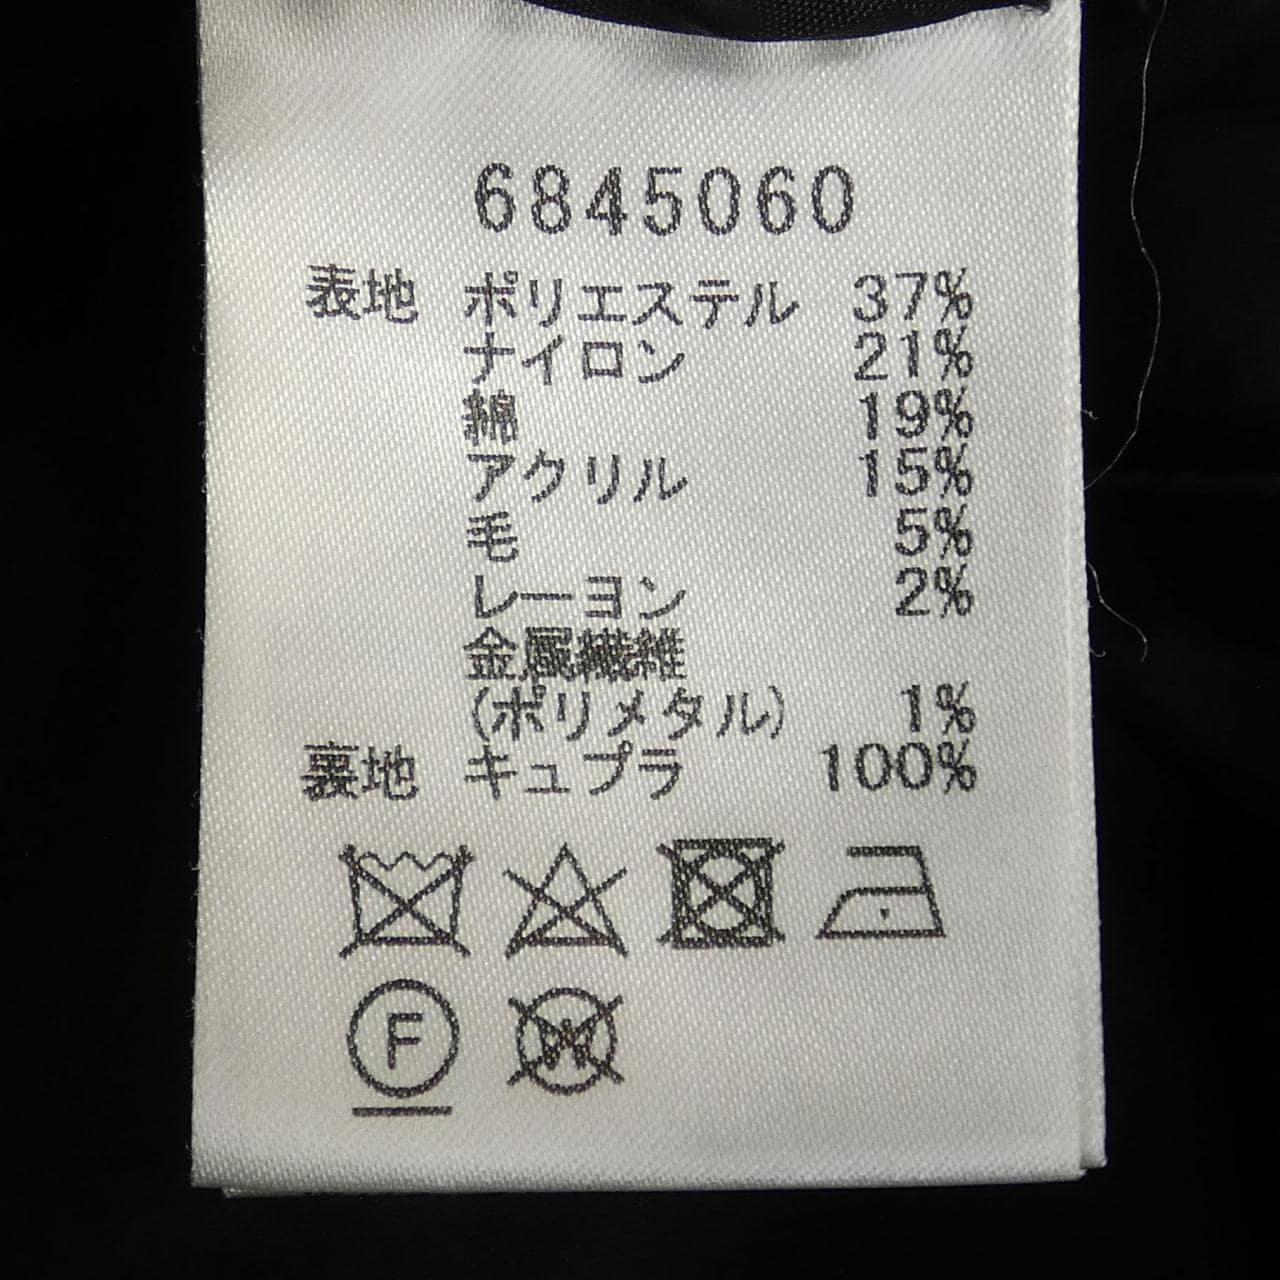 6845060
表地 ポリエステル 37%
ナイロン 21%
綿 19%
アクリル 15%
毛 5%
レーヨン 2%
金属繊維
(ポリメタル) 1%
裏地 キュプラ 100%
F
W